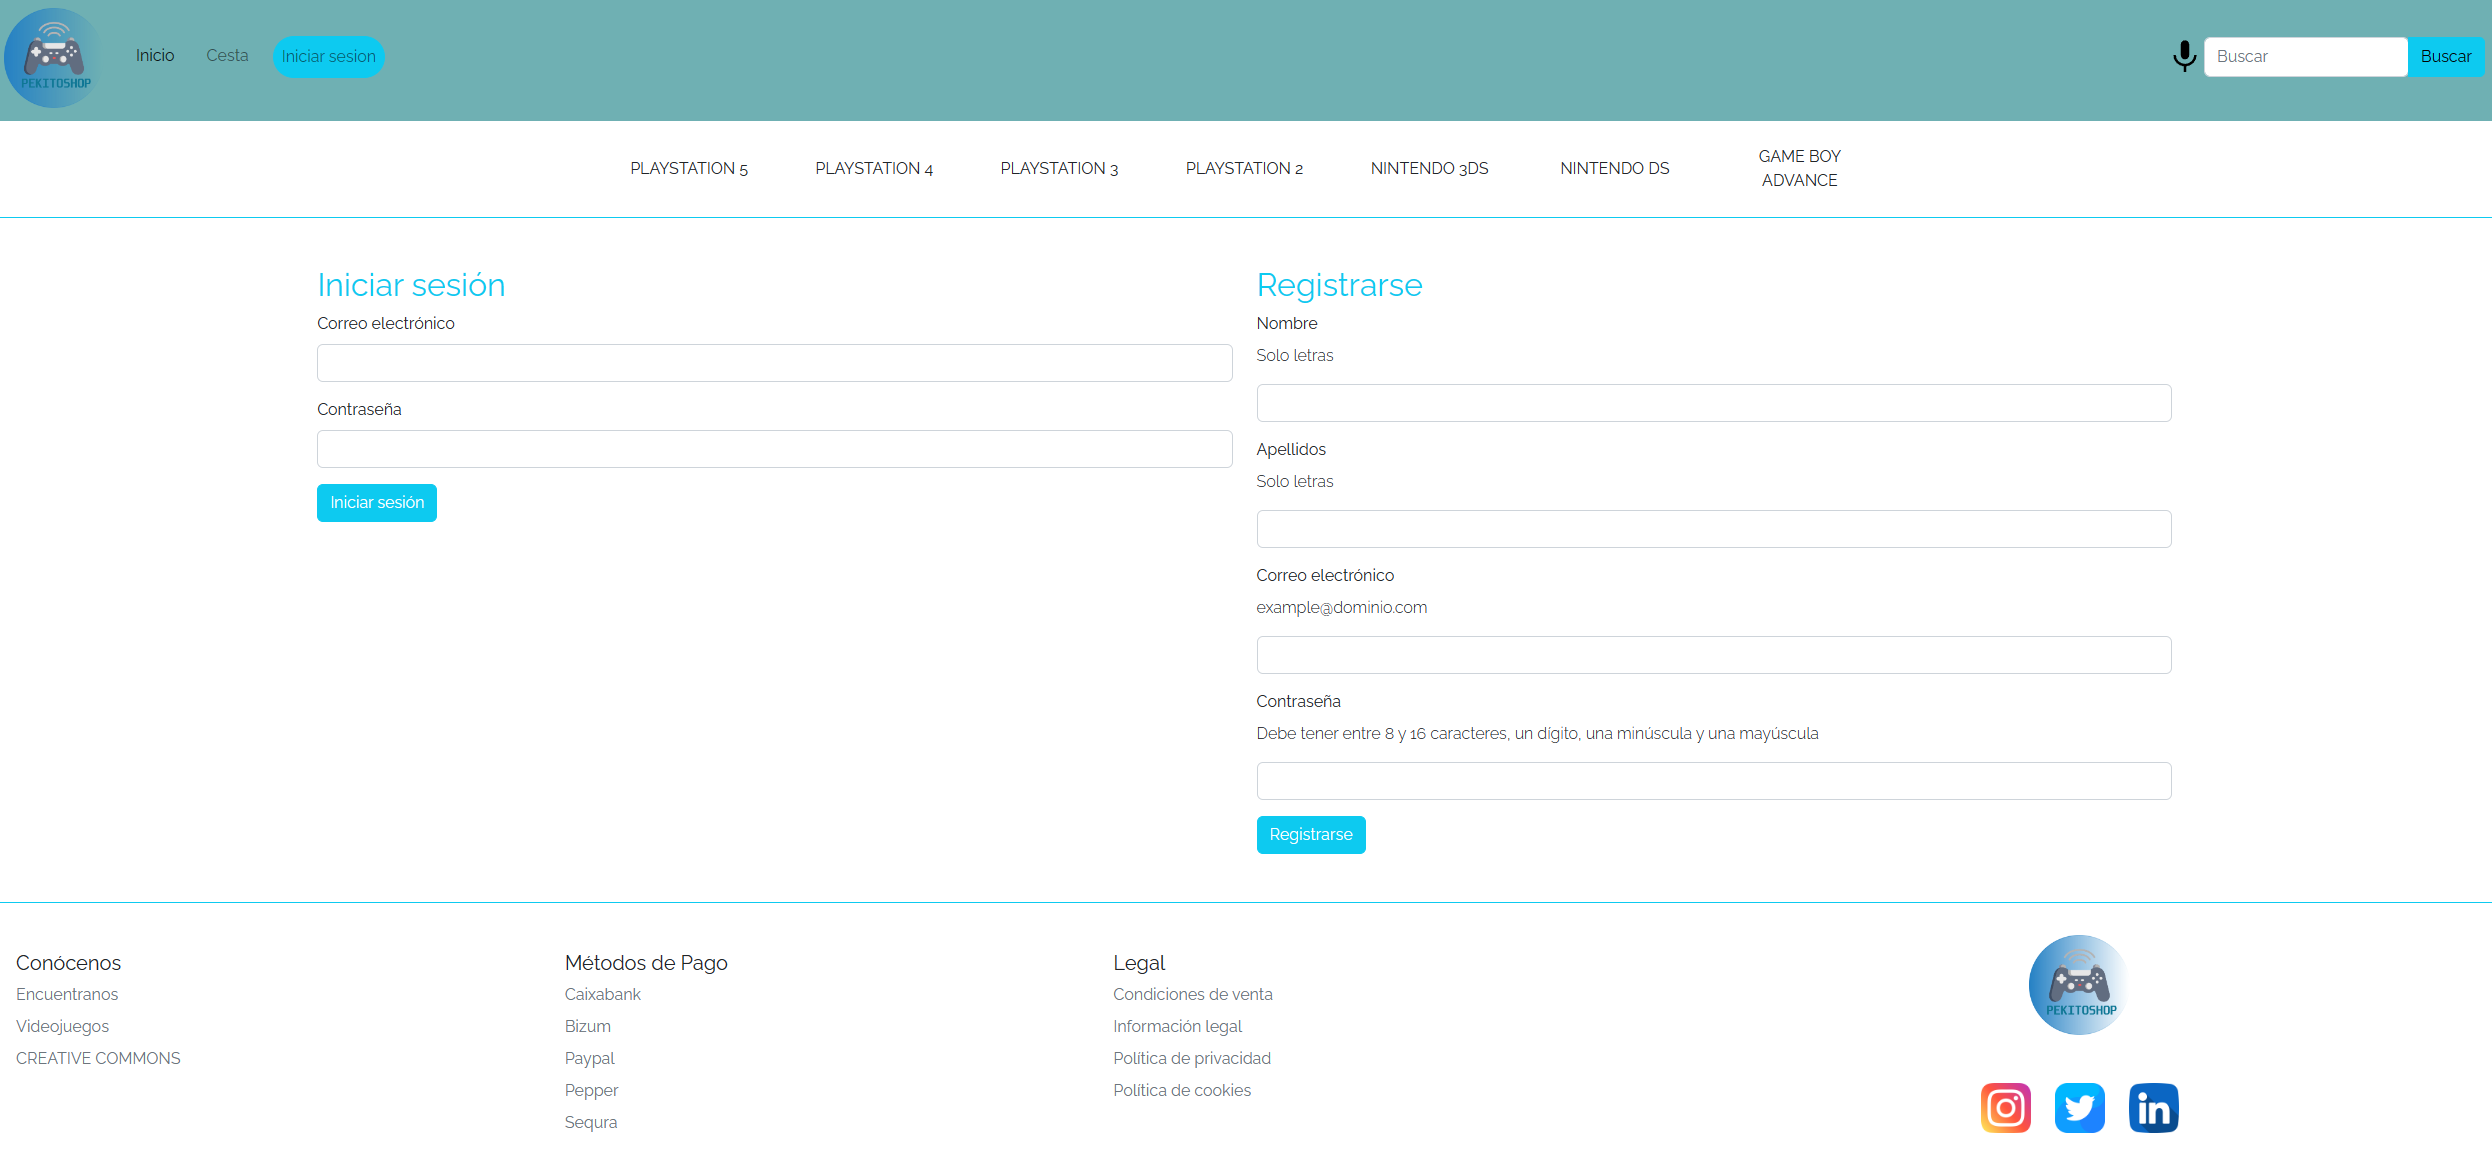 PEKITOSHOP
Inicio
Cesta
Iniciar sesion
Buscar
Buscar
PLAYSTATION 5
PLAYSTATION 4
PLAYSTATION 3
PLAYSTATION 2
NINTENDO 3DS
NINTENDO DS
GAME BOY
ADVANCE
Iniciar sesión
Correo electrónico
Contraseña
Iniciar sesión
Registrarse
Nombre
Solo letras
Apellidos
Solo letras
Correo electrónico
example@dominio.com
Contraseña
Debe tener entre 8 y 16 caracteres, un dígito, una minúscula y una mayúscula
Registrarse
Conócenos
Encuentranos
Videojuegos
CREATIVE COMMONS
Métodos de Pago
Caixabank
Bizum
Paypal
Pepper
Sequra
Legal
Condiciones de venta
Información legal
Política de privacidad
Política de cookies
PEKITOSHOP
in